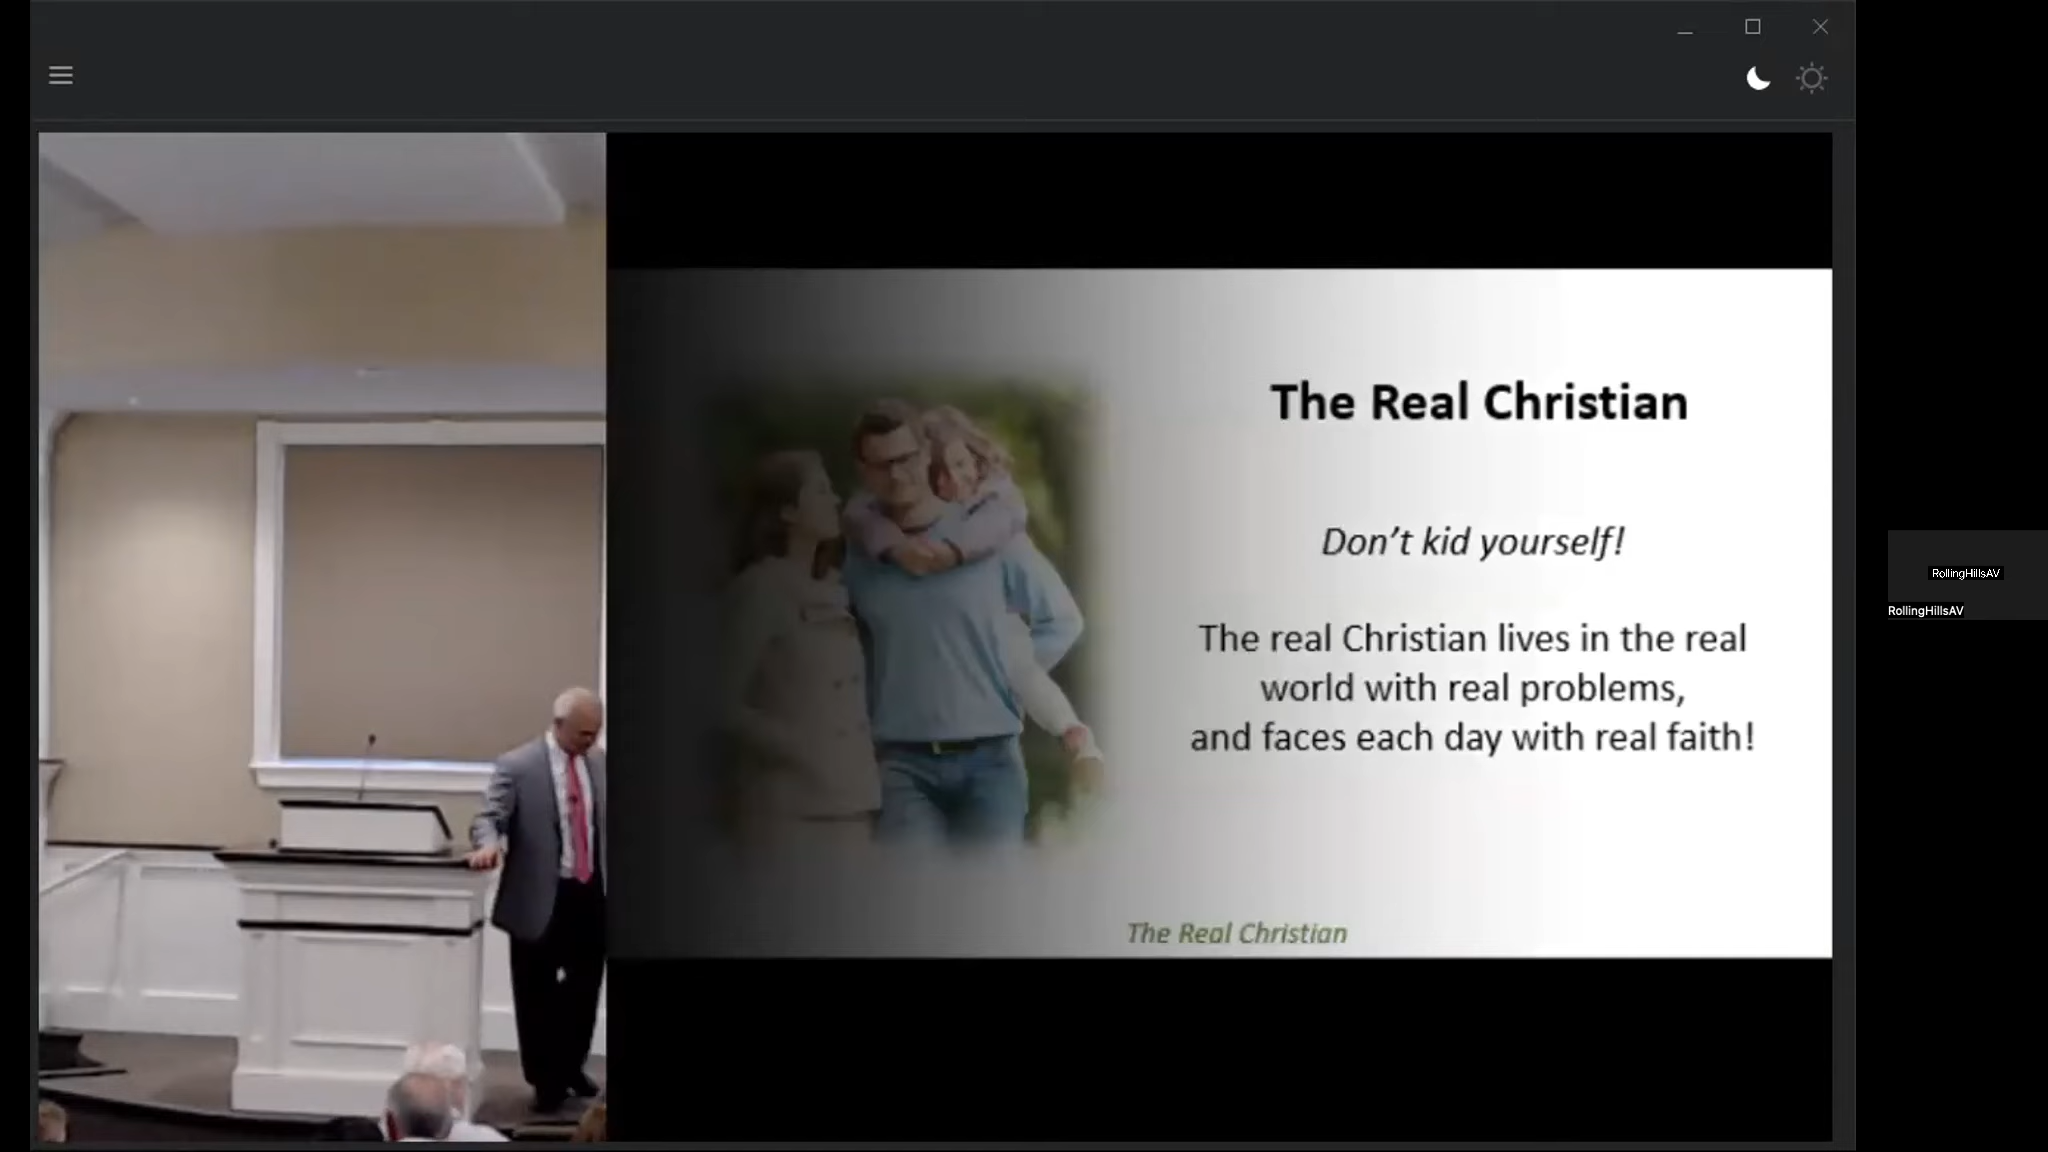 The Real Christian
Don't kid yourself!
The real Christian lives in the real
world with real problems,
and faces each day with real faith!
The Real Christian
RollingHillsAV
RollingHillsAV